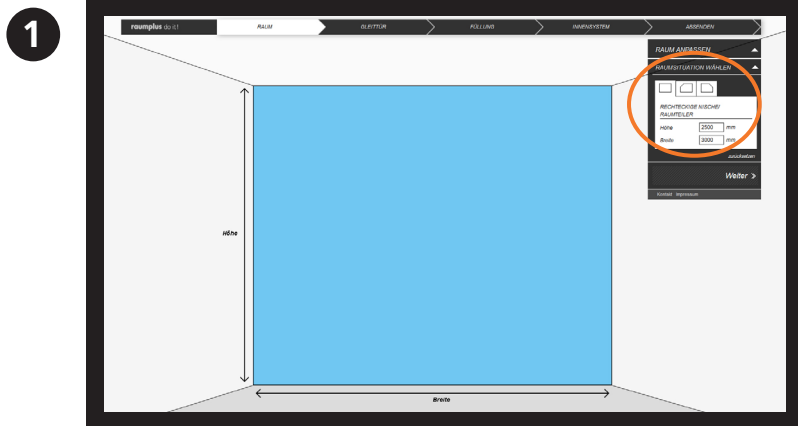 1
raumplus do it!
RAUM
GLEITTÜR
FÜLLUNG
INNENSYSTEM
ABSENDEN
RAUM ANPASSEN
RAUMSITUATION WÄHLEN
RECHTECKIGE NISCHE/
RAUMTEILER
Höhe 2500 mm
Breite 3000 mm
zurücksetzen
Weiter >
Kontakt Impressum
Höhe
Breite